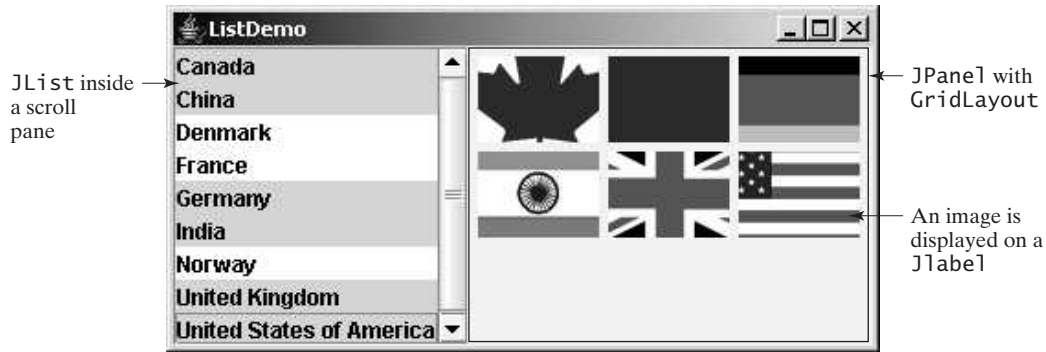 ListDemo
JList inside
a scroll
pane
Canada
China
Denmark
France
Germany
India
Norway
United Kingdom
United States of America
JPanel with
GridLayout
An image is
displayed on a
Jlabel